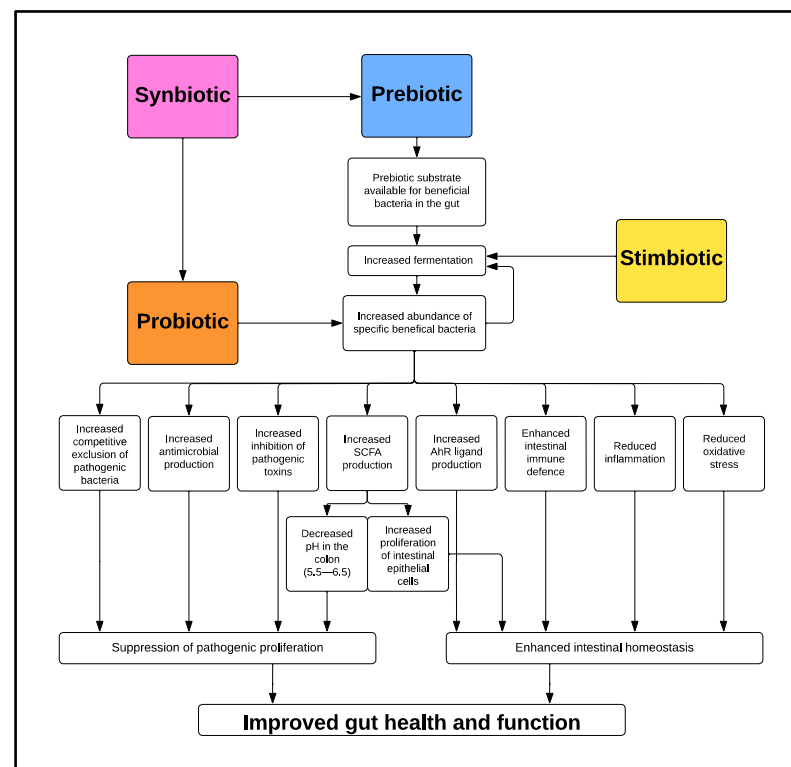 Synbiotic
Prebiotic
Prebiotic substrate
available for beneficial
bacteria in the gut
Increased fermentation
Stimbiotic
Probiotic
Increased abundance of
specific benefical bacteria
Increased
competitive
exclusion of
pathogenic
bacteria
Increased
antimicrobial
production
Increased
inhibition of
pathogenic
toxins
Increased
SCFA
production
Increased
AhR ligand
production
Enhanced
intestinal
immune
defence
Reduced
inflammation
Reduced
oxidative
stress
Decreased
pH in the
colon
(5.5—6.5)
Increased
proliferation
of intestinal
epithelial
cells
Suppression of pathogenic proliferation
Enhanced intestinal homeostasis
Improved gut health and function